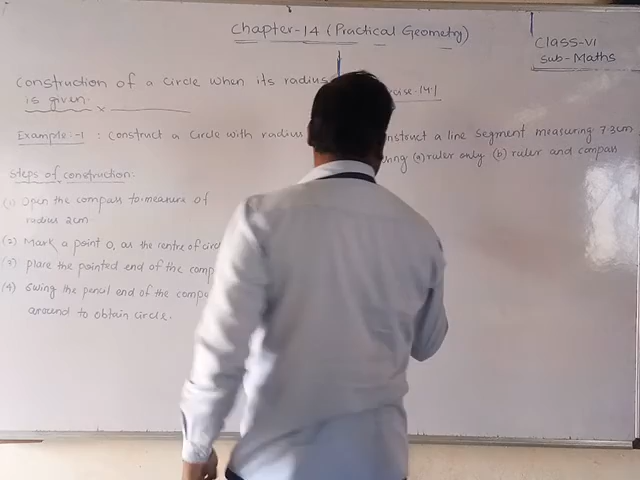 Chapter-14 (Practical Geometry)
Class-VI
Sub-Maths
Construction of a circle when its radius
is given.
Example:-1 : Construct a circle with radius
Steps of construction:
(1) Open the compass to measure of
radius 2cm
(2) Mark a point O, as the centre of
(3) place the pointed end of the
(4) swing the pencil end of the
around to obtain circle.
14.1
a line segment measuring 7.3cm
(a) ruler only (b) ruler and compass